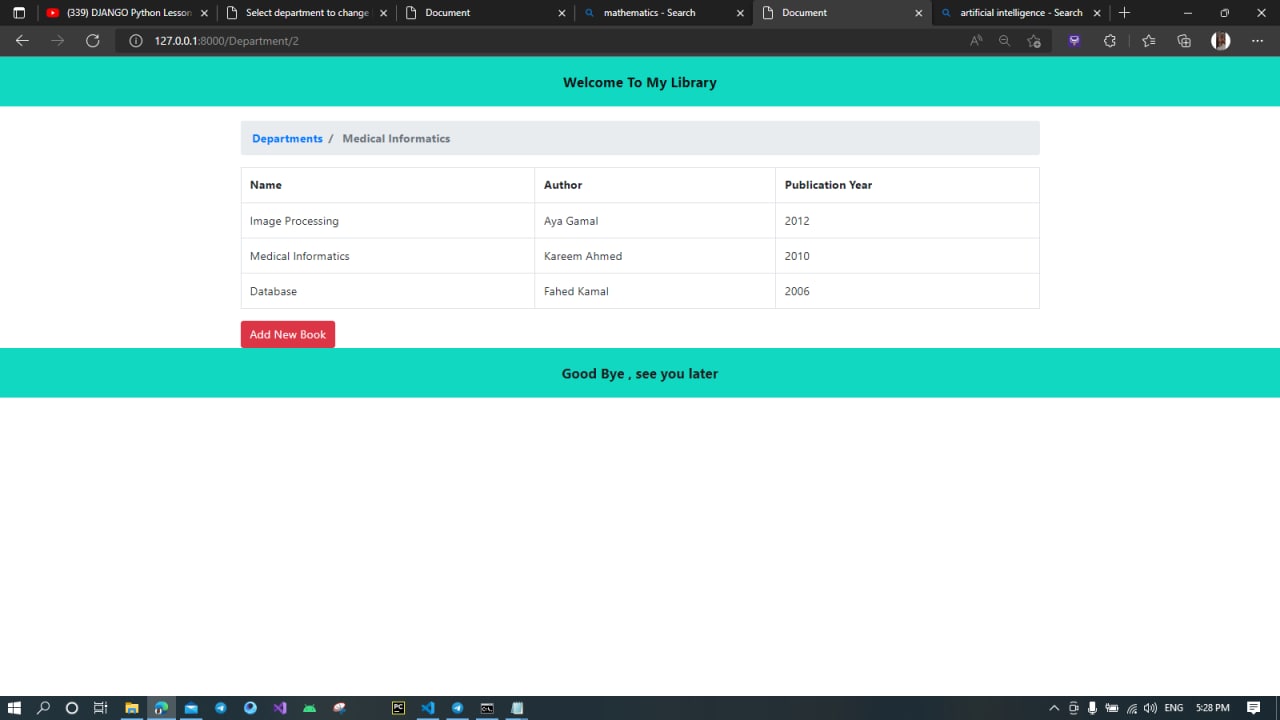 (339) DJANGO Python Lesson
Select department to change
Document
mathematics - Search
Document
artificial intelligence - Search
127.0.0.1:8000/Department/2
Welcome To My Library
Departments / Medical Informatics
Name Author Publication Year
Image Processing Aya Gamal 2012
Medical Informatics Kareem Ahmed 2010
Database Fahed Kamal 2006
Add New Book
Good Bye , see you later
ENG 5:28 PM